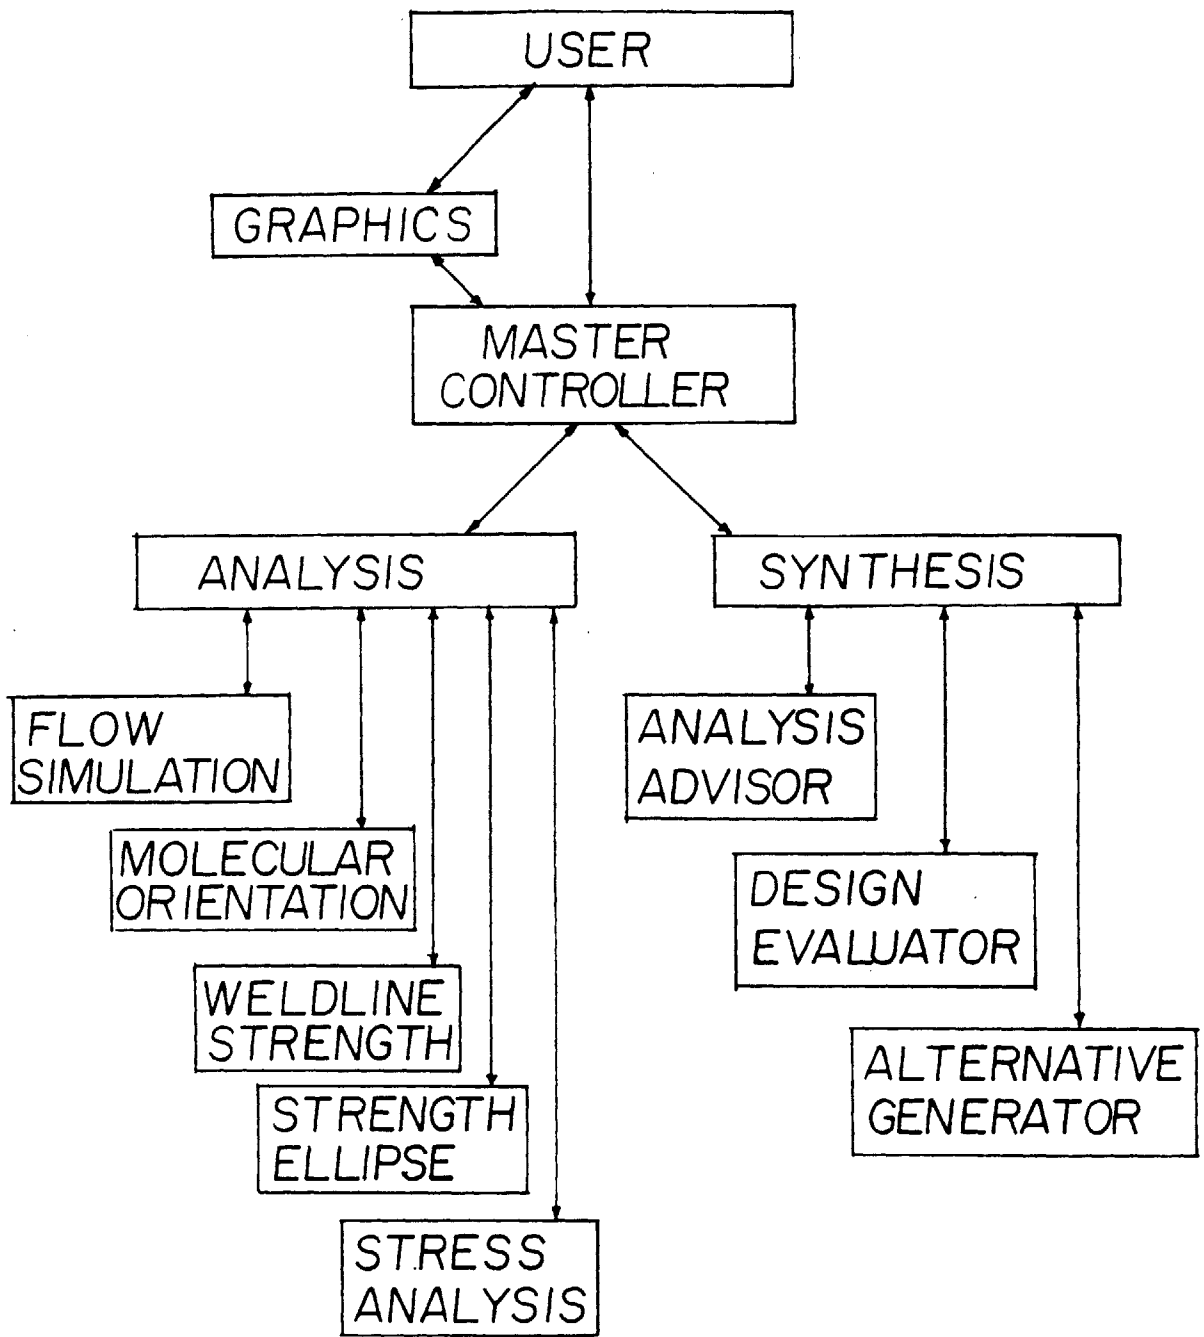 USER
GRAPHICS
MASTER
CONTROLLER
ANALYSIS
SYNTHESIS
FLOW
SIMULATION
ANALYSIS
ADVISOR
MOLECULAR
ORIENTATION
DESIGN
EVALUATOR
WELDLINE
STRENGTH
ALTERNATIVE
GENERATOR
STRENGTH
ELLIPSE
STRESS
ANALYSIS